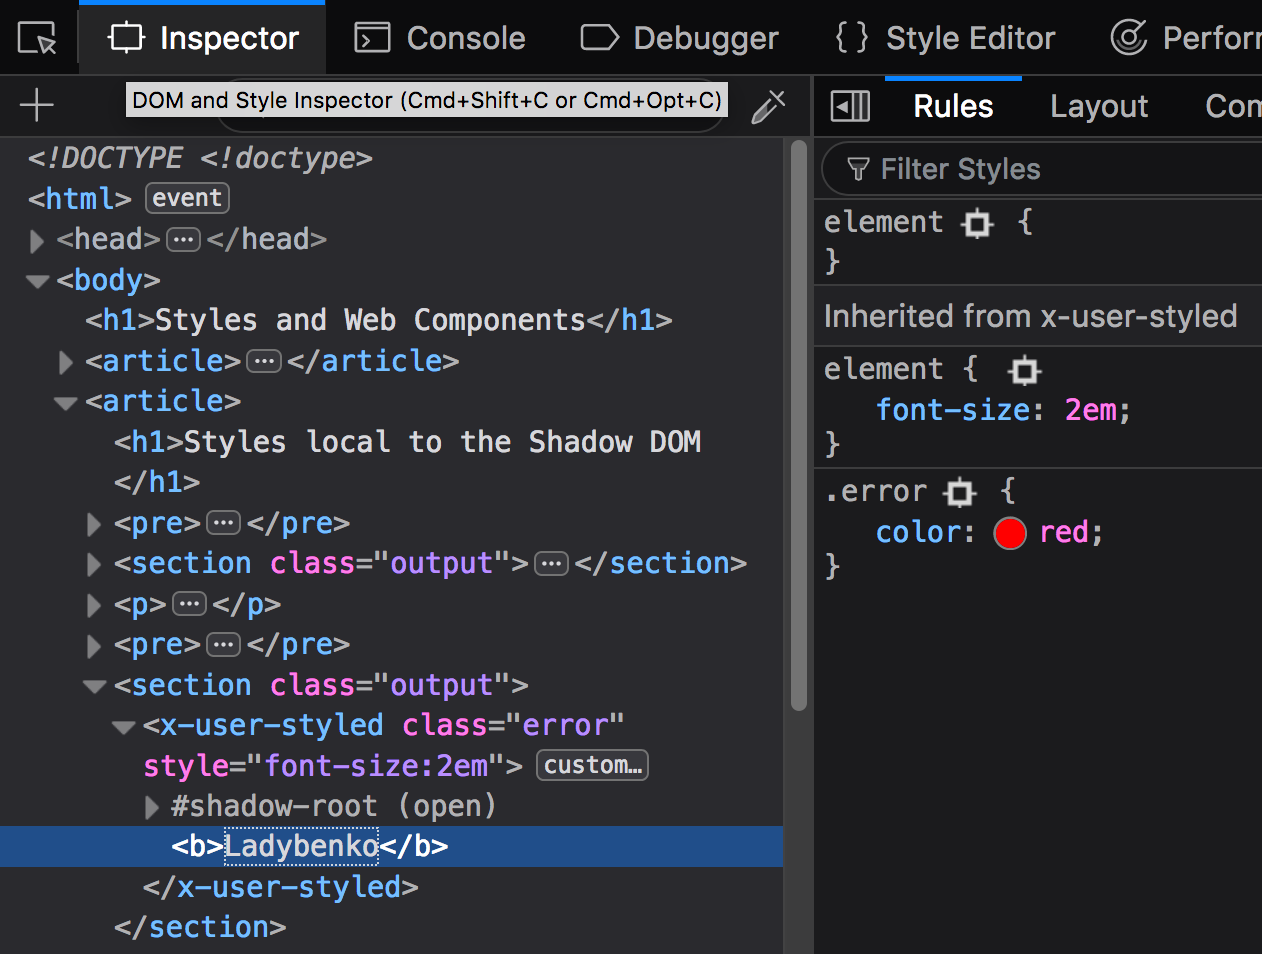 Inspector Console Debugger { } Style Editor Perfor
DOM and Style Inspector (Cmd+Shift+C or Cmd+Opt+C)
Rules Layout Com
<!DOCTYPE <!doctype>
<html> event
<head>···</head>
<body>
<h1>Styles and Web Components</h1>
<article>···</article>
<article>
<h1>Styles local to the Shadow DOM
</h1>
<pre>···</pre>
<section class="output">···</section>
<p>···</p>
<pre>···</pre>
<section class="output">
<x-user-styled class="error"
style="font-size:2em"> custom…
#shadow-root (open)
<b>Ladybenko</b>
</x-user-styled>
</section>
Filter Styles
element {
}
Inherited from x-user-styled
element {
font-size: 2em;
}
.error {
color: red;
}